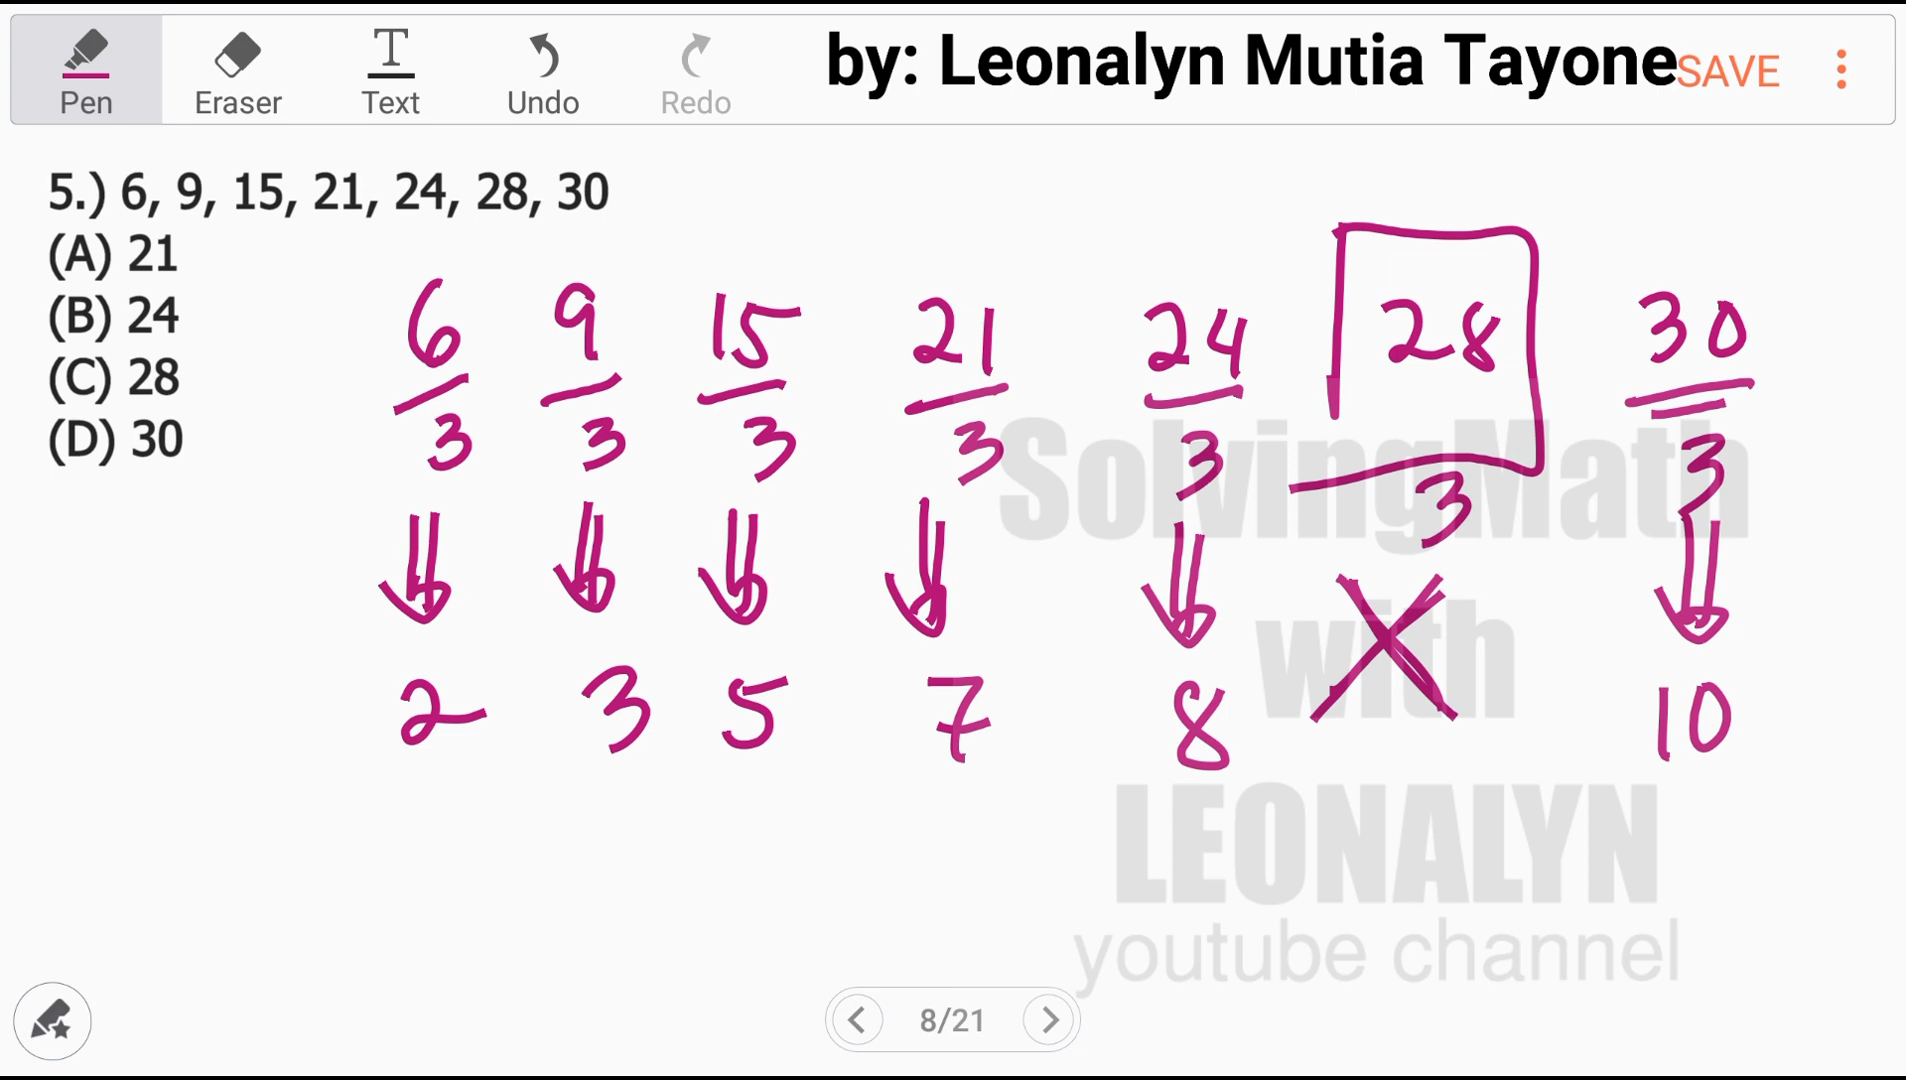 by: Leonalyn Mutia Tayone
SAVE
Pen Eraser Text Undo Redo
5.) 6, 9, 15, 21, 24, 28, 30
(A) 21
(B) 24
(C) 28
(D) 30
6 9 15 21 24 28 30
3 3 3 3 3 3 3
2 3 5 7 8 X 10
SolvingMath
with
LEONALYN
youtube channel
8/21